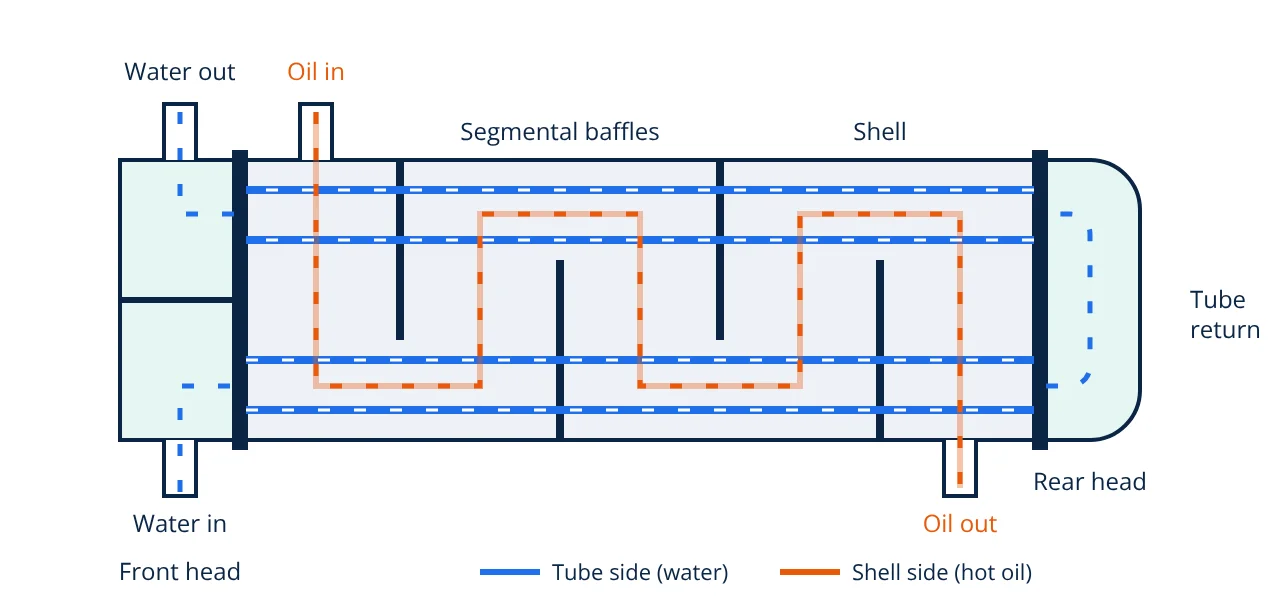 Water out
Oil in
Segmental baffles
Shell
Tube
return
Rear head
Water in
Oil out
Front head
Tube side (water)
Shell side (hot oil)